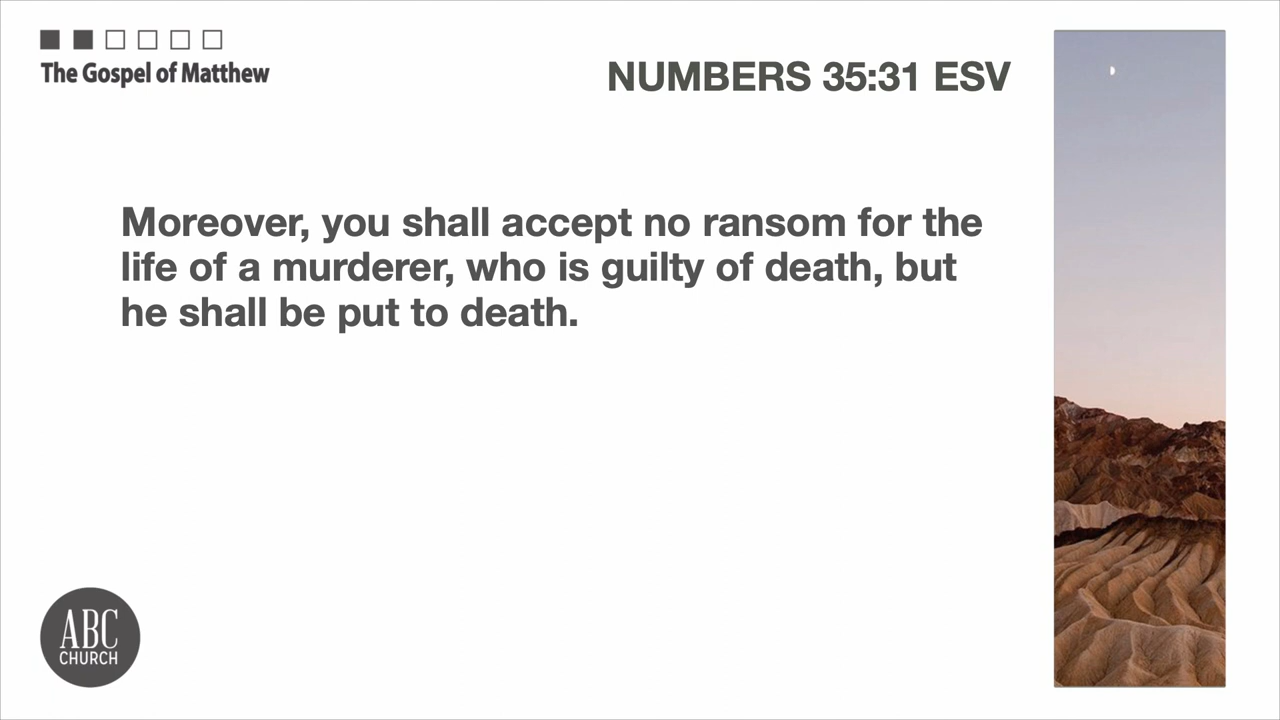 The Gospel of Matthew
NUMBERS 35:31 ESV
Moreover, you shall accept no ransom for the
life of a murderer, who is guilty of death, but
he shall be put to death.
ABC
CHURCH